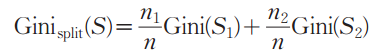 Gini_split(S) = n₁/n Gini(S₁) + n₂/n Gini(S₂)